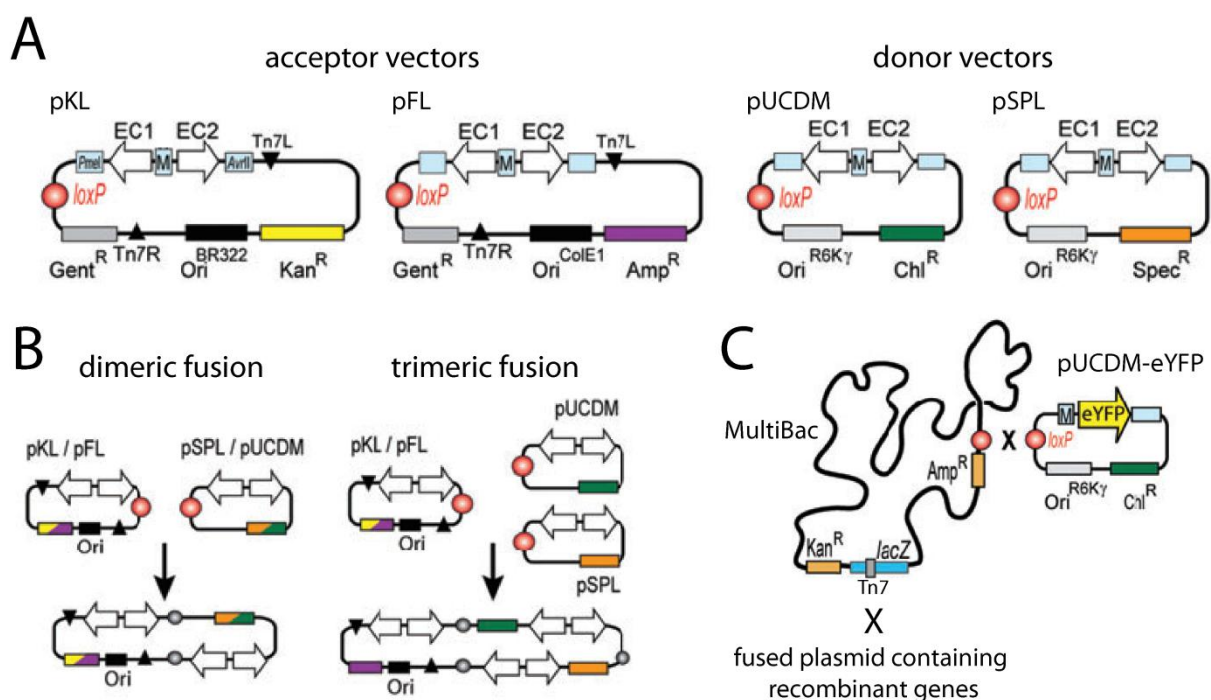 A
acceptor vectors
donor vectors
pKL
EC1 EC2
Tn7L
PmeI M AvrII
loxP
Gent R Tn7R Ori BR322 Kan R
pFL
EC1 EC2
Tn7L
M
loxP
Gent R Tn7R Ori ColE1 Amp R
pUCDM
EC1 EC2
M
loxP
Ori R6Kγ Chl R
pSPL
EC1 EC2
M
loxP
Ori R6Kγ Spec R
B
dimeric fusion
pKL / pFL
pSPL / pUCDM
Ori
Ori
trimeric fusion
pUCDM
pKL / pFL
Ori
pSPL
Ori
C
pUCDM-eYFP
MultiBac
X
M eYFP
loxP
Amp R
Ori R6Kγ Chl R
Kan R lacZ
Tn7
X
fused plasmid containing
recombinant genes